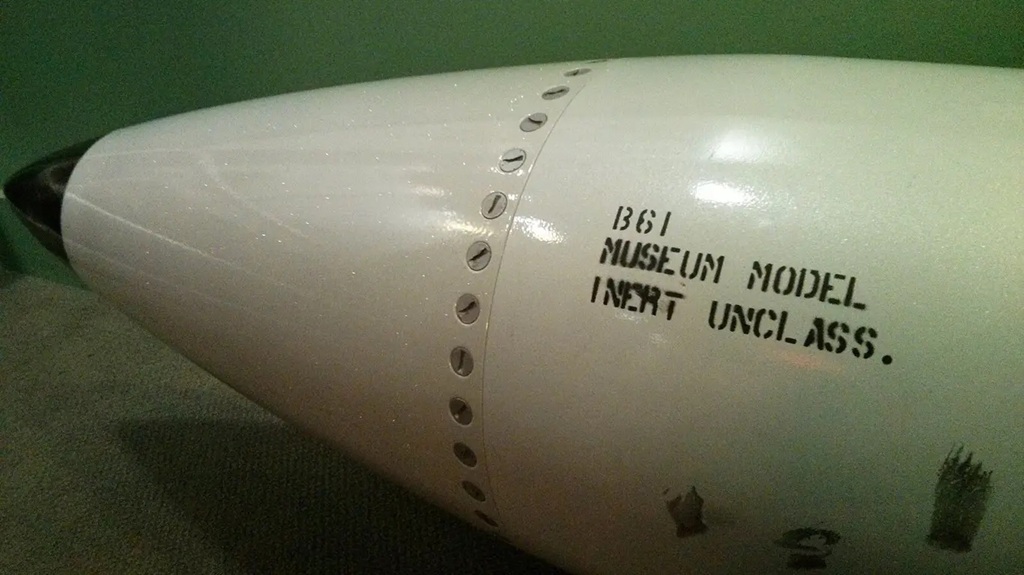 B61
MUSEUM MODEL
INERT UNCLASS.